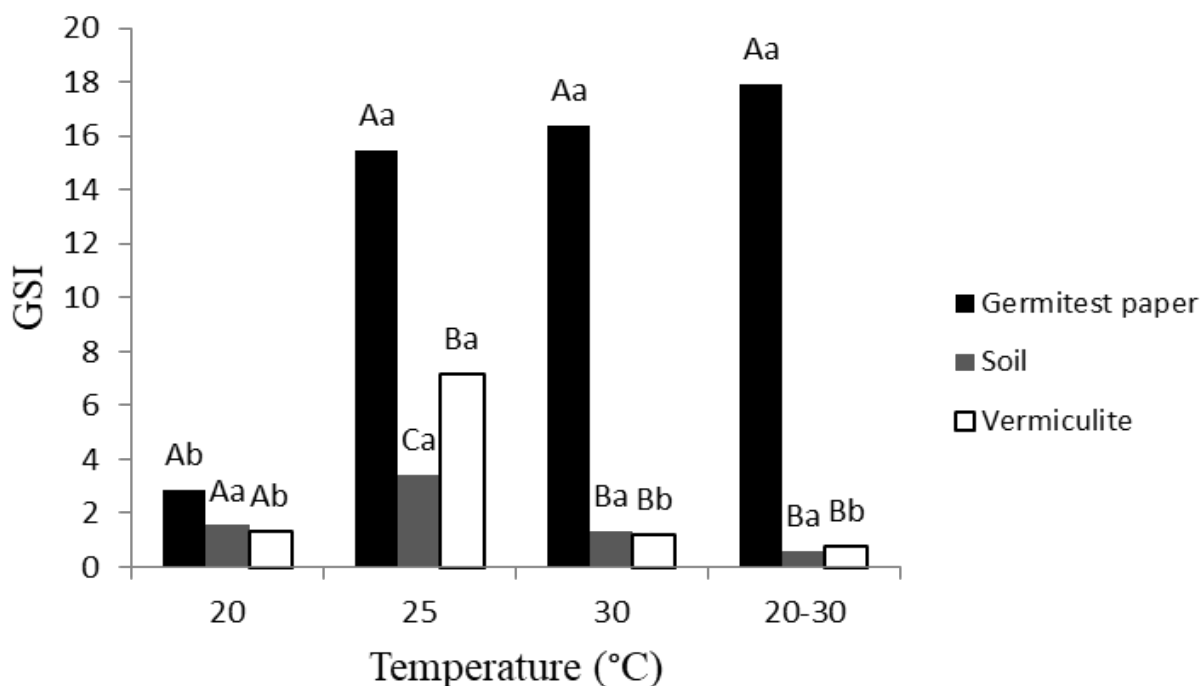 20
18
16
14
12
10
8
6
4
2
0
GSI
Ab
Aa
Ab
Aa
Ca
Ba
Aa
Ba
Bb
Aa
Ba
Bb
20
25
30
20-30
Temperature (°C)
Germitest paper
Soil
Vermiculite